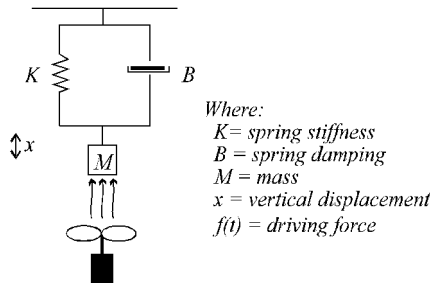 K
B
x
M
Where:
K= spring stiffness
B = spring damping
M = mass
x = vertical displacement
f(t) = driving force